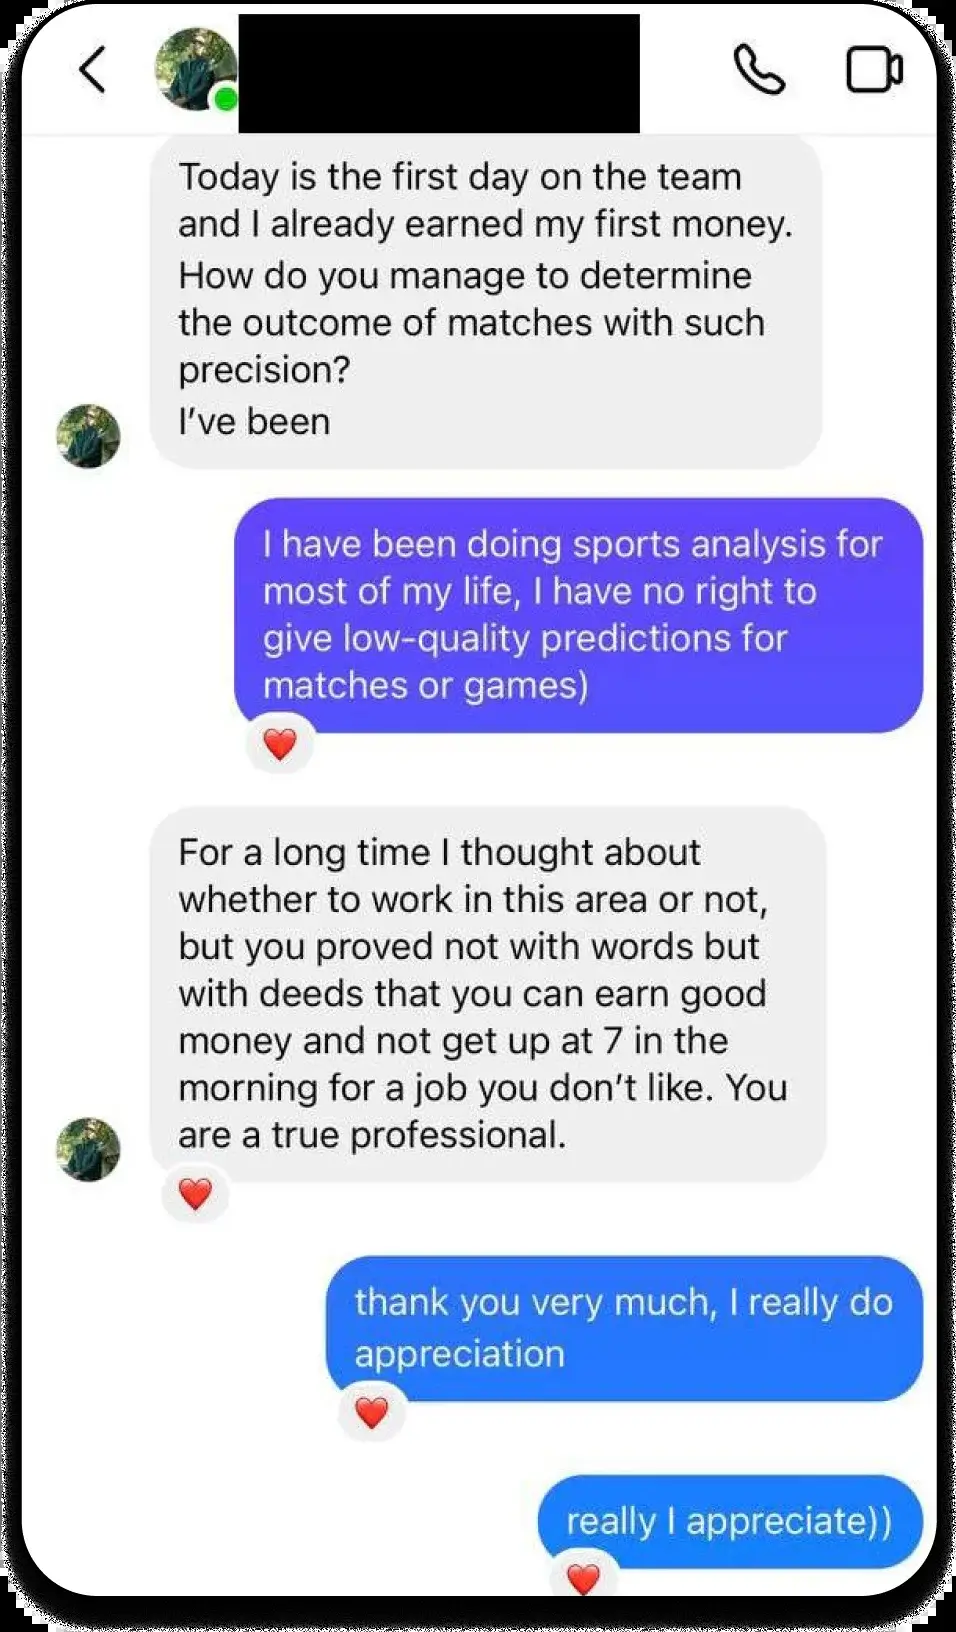 Today is the first day on the team
and I already earned my first money.
How do you manage to determine
the outcome of matches with such
precision?
I’ve been
I have been doing sports analysis for
most of my life, I have no right to
give low-quality predictions for
matches or games)
For a long time I thought about
whether to work in this area or not,
but you proved not with words but
with deeds that you can earn good
money and not get up at 7 in the
morning for a job you don’t like. You
are a true professional.
thank you very much, I really do
appreciation
really I appreciate))